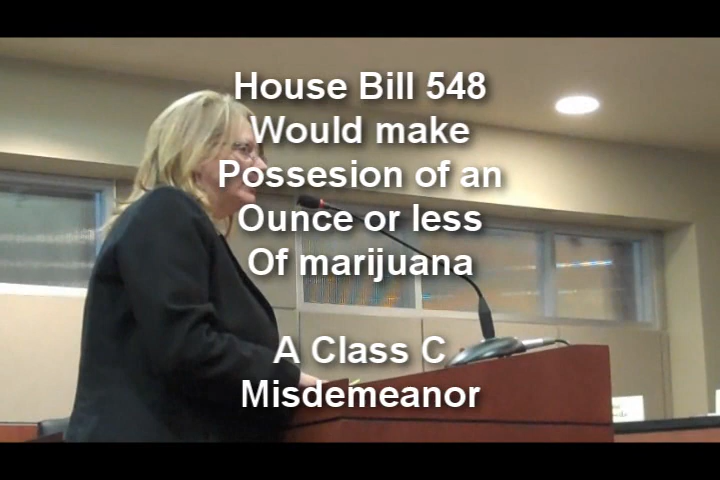 House Bill 548
Would make
Possesion of an
Ounce or less
Of marijuana
A Class C
Misdemeanor